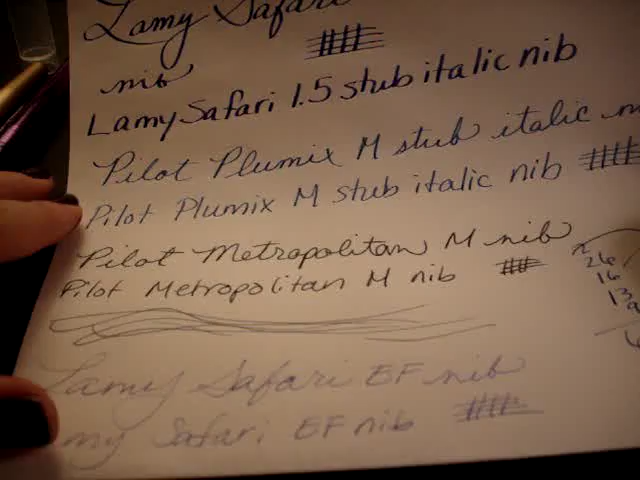 Lamy Safari
nib
Lamy Safari 1.5 stub italic nib
Pilot Plumix M stub italic
Pilot Plumix M stub italic nib
Pilot Metropolitan M nib
Pilot Metropolitan M nib
26
16
13
Lamy Safari EF nib
my Safari EF nib